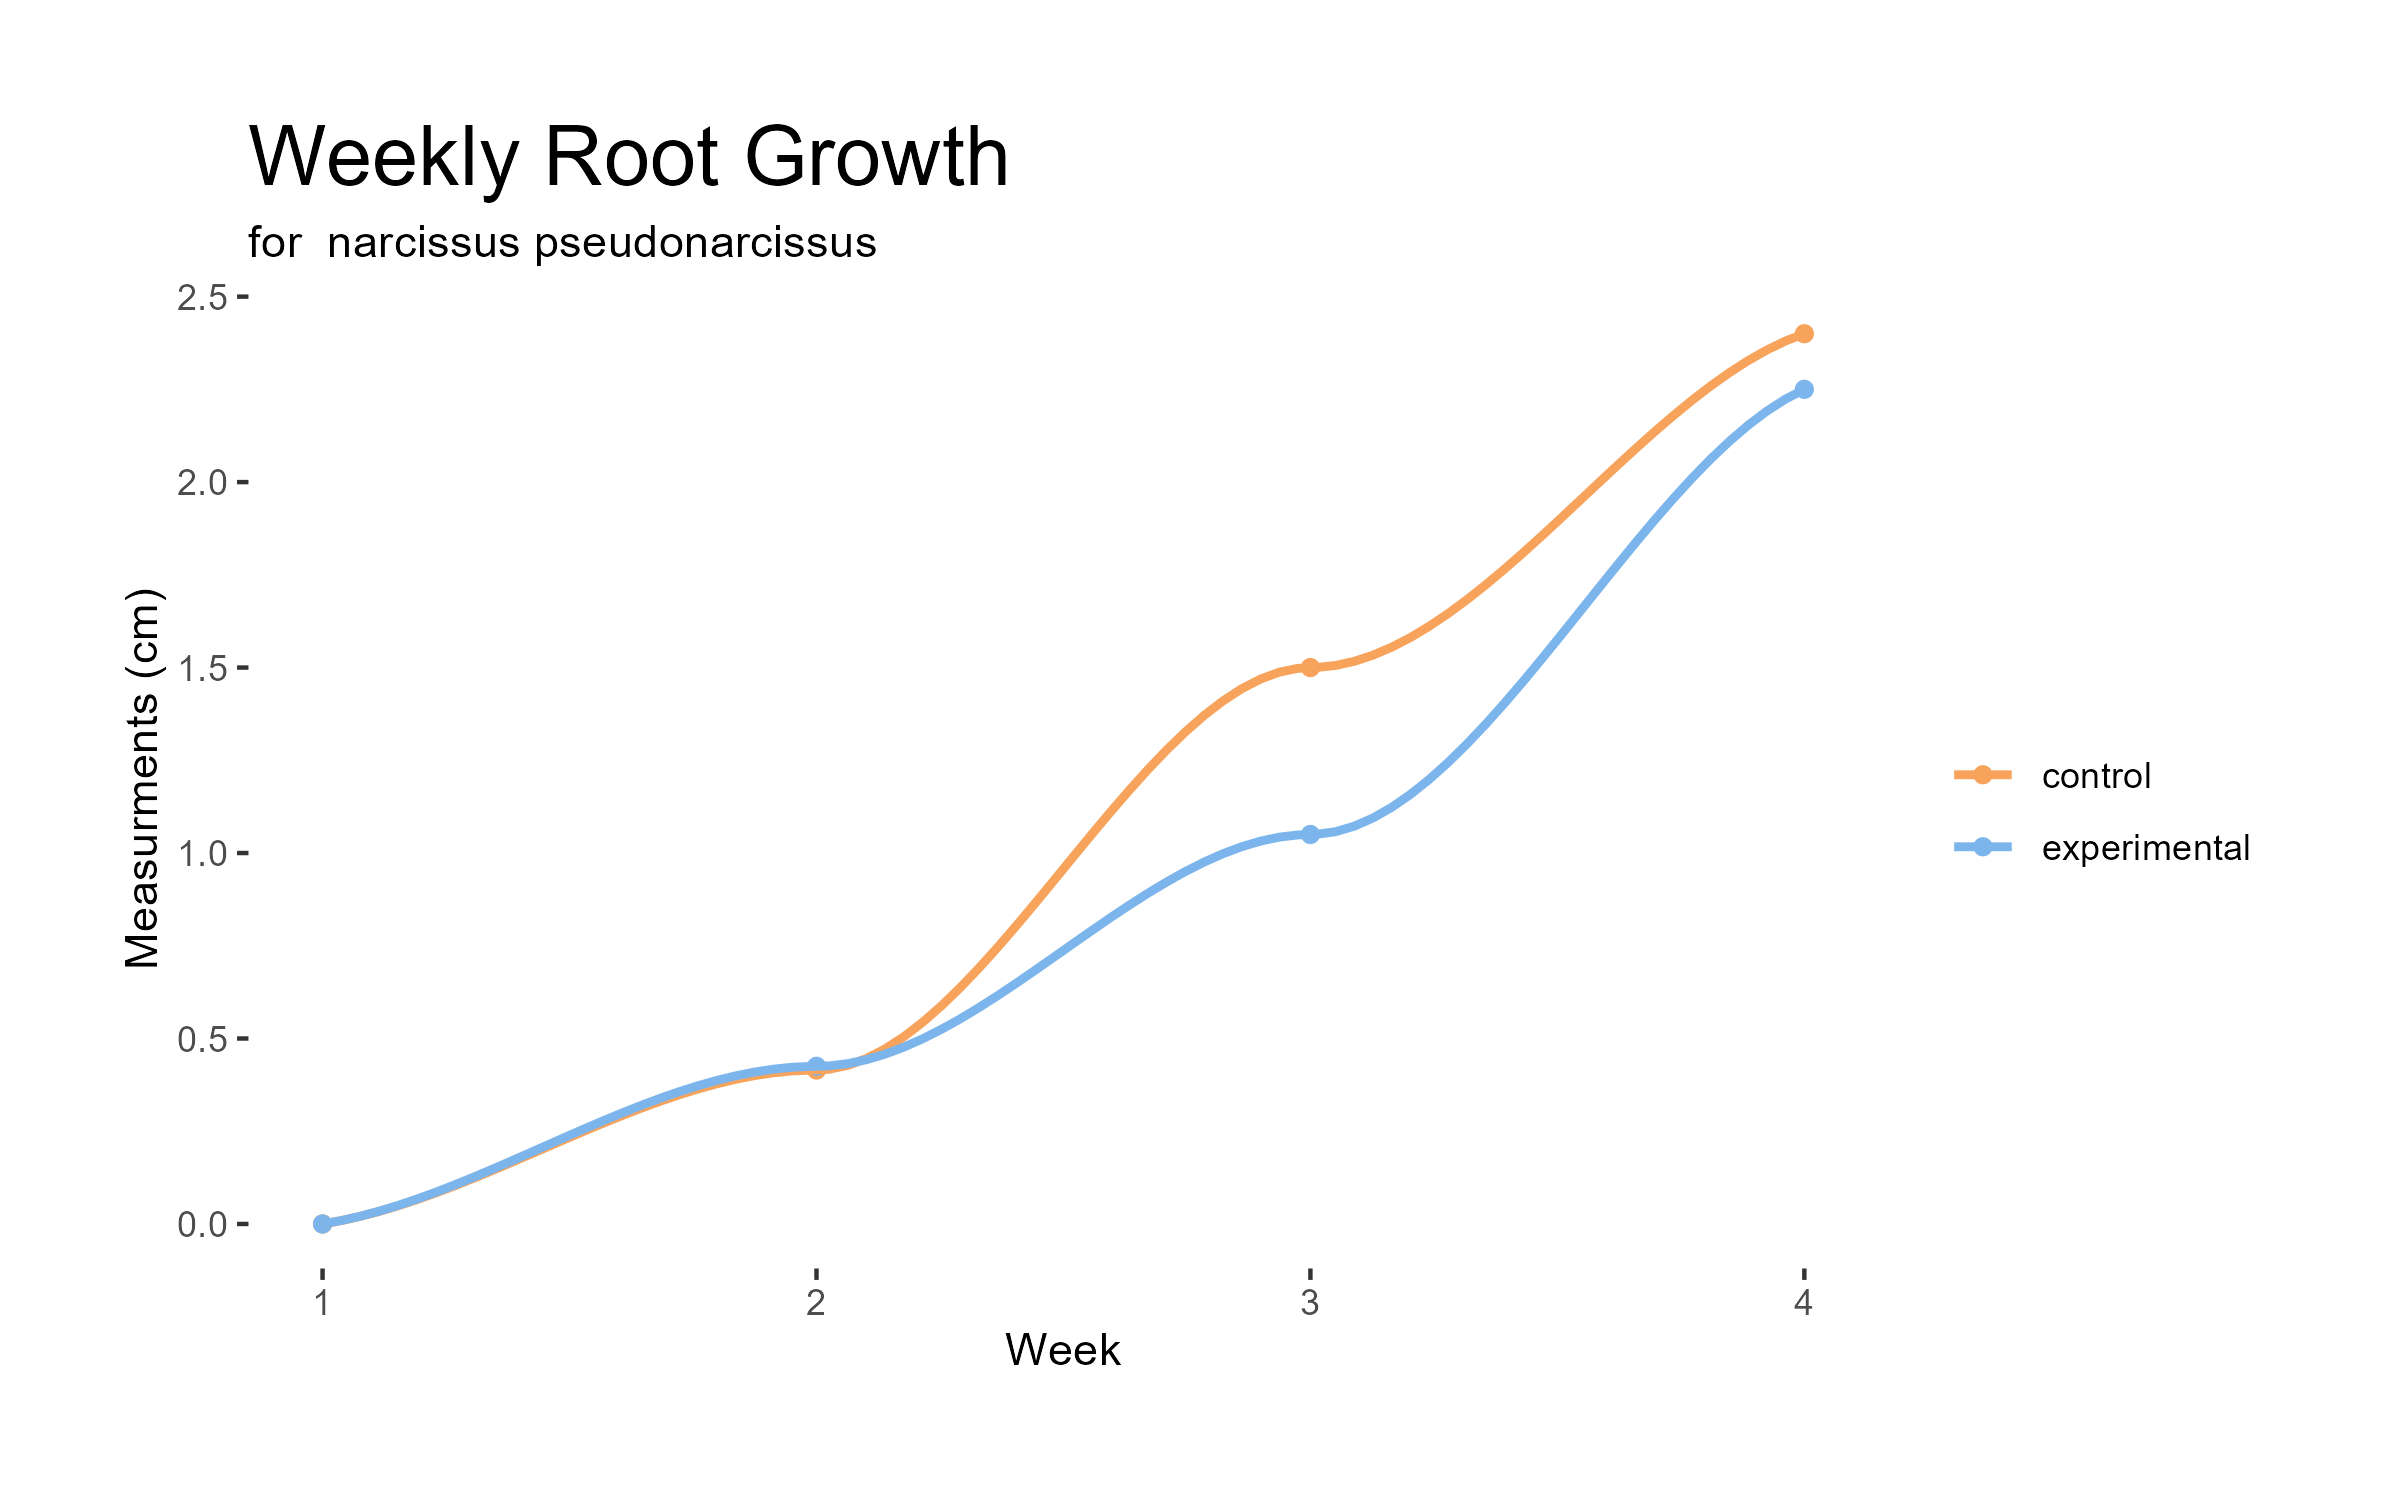 Weekly Root Growth
for  narcissus pseudonarcissus
2.5
2.0
1.5
1.0
0.5
0.0
Measurments (cm)
1 2 3 4
Week
control
experimental